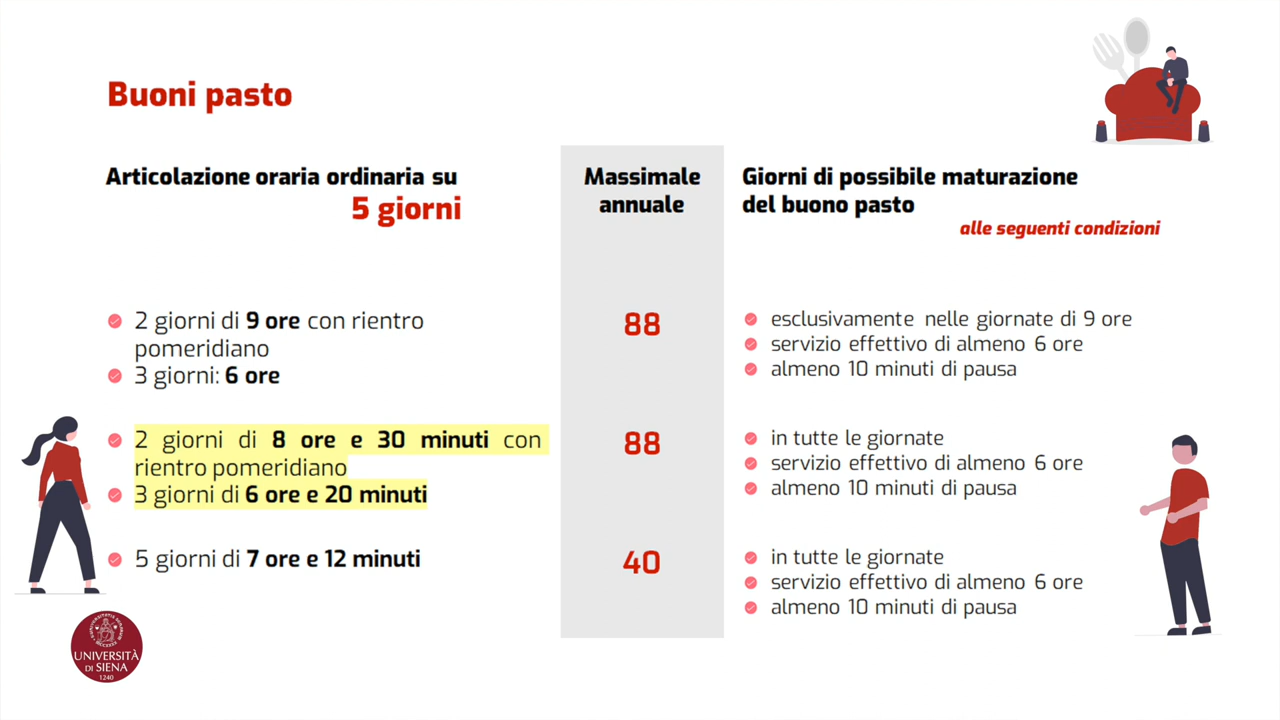 Buoni pasto
Articolazione oraria ordinaria su
5 giorni
Massimale
annuale
Giorni di possibile maturazione
del buono pasto
alle seguenti condizioni
2 giorni di 9 ore con rientro
pomeridiano
3 giorni: 6 ore
88
esclusivamente nelle giornate di 9 ore
servizio effettivo di almeno 6 ore
almeno 10 minuti di pausa
2 giorni di 8 ore e 30 minuti con
rientro pomeridiano
3 giorni di 6 ore e 20 minuti
88
in tutte le giornate
servizio effettivo di almeno 6 ore
almeno 10 minuti di pausa
5 giorni di 7 ore e 12 minuti
40
in tutte le giornate
servizio effettivo di almeno 6 ore
almeno 10 minuti di pausa
UNIVERSITÀ
DI SIENA
1240